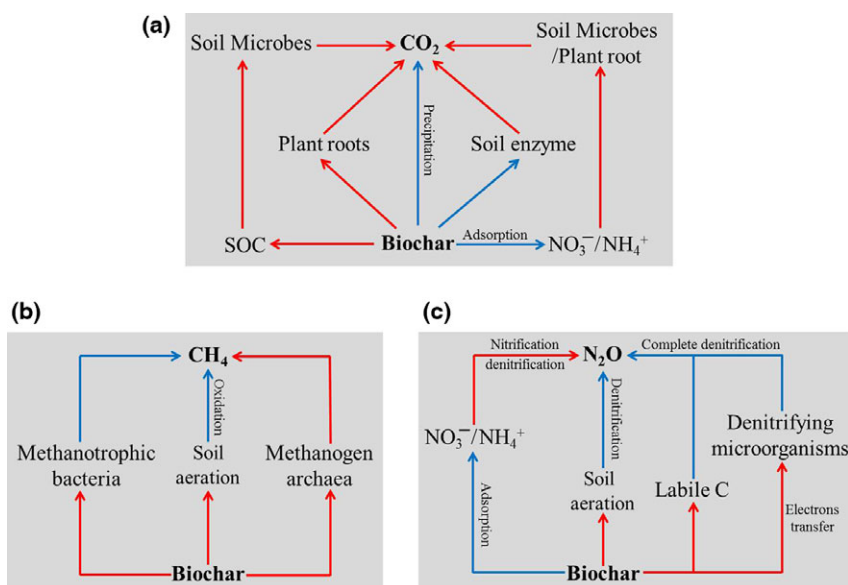 (a)
Soil Microbes
CO₂
Soil Microbes
/Plant root
Precipitation
Plant roots
Soil enzyme
SOC
Biochar
Adsorption
NO₃⁻/NH₄⁺
(b)
CH₄
Oxidation
Methanotrophic
bacteria
Soil
aeration
Methanogen
archaea
Biochar
(c)
Nitrification
denitrification
N₂O
Complete denitrification
Denitrification
NO₃⁻/NH₄⁺
Denitrifying
microorganisms
Soil
aeration
Labile C
Adsorption
Electrons
transfer
Biochar